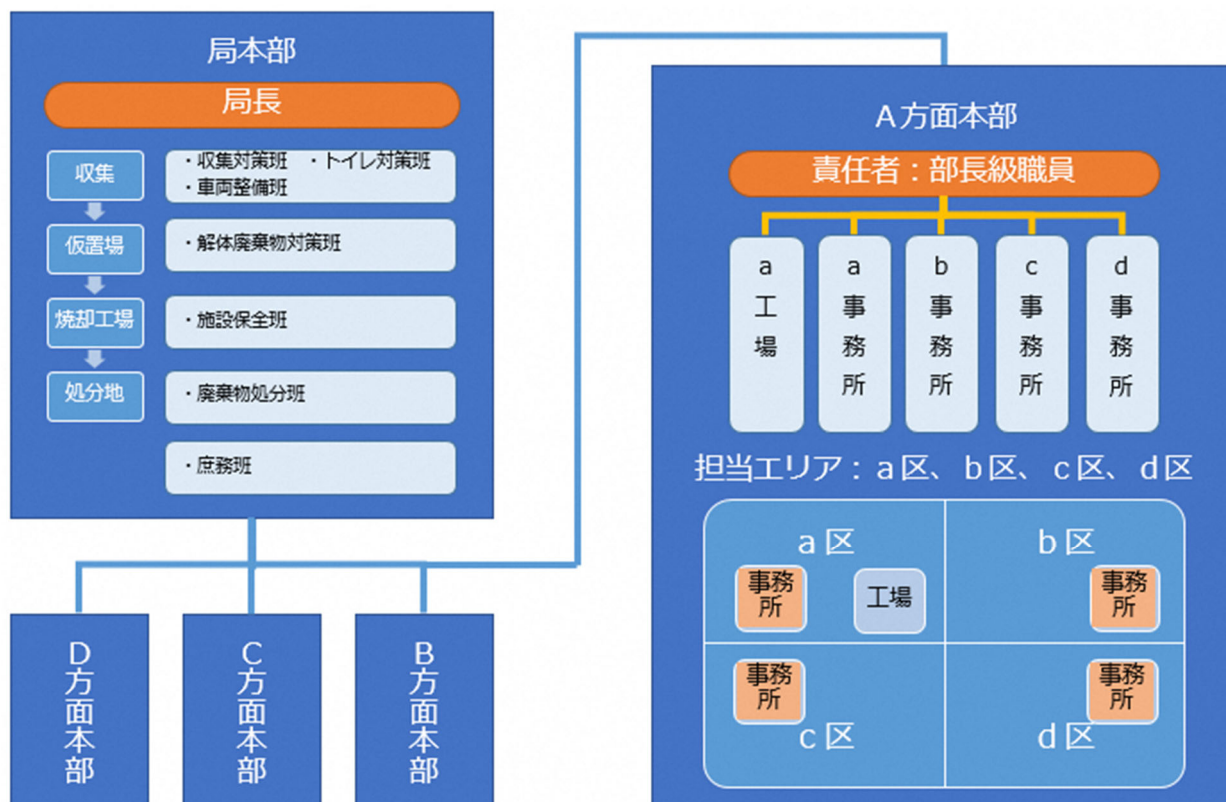 局本部
局長
収集
・収集対策班　・トイレ対策班
・車両整備班
仮置場
・解体廃棄物対策班
焼却工場
・施設保全班
処分地
・廃棄物処分班
・庶務班
D方面本部
C方面本部
B方面本部
A方面本部
責任者：部長級職員
a工場
a事務所
b事務所
c事務所
d事務所
担当エリア：a区、b区、c区、d区
a区
事務
所
工場
b区
事務
所
事務
所
c区
事務
所
d区